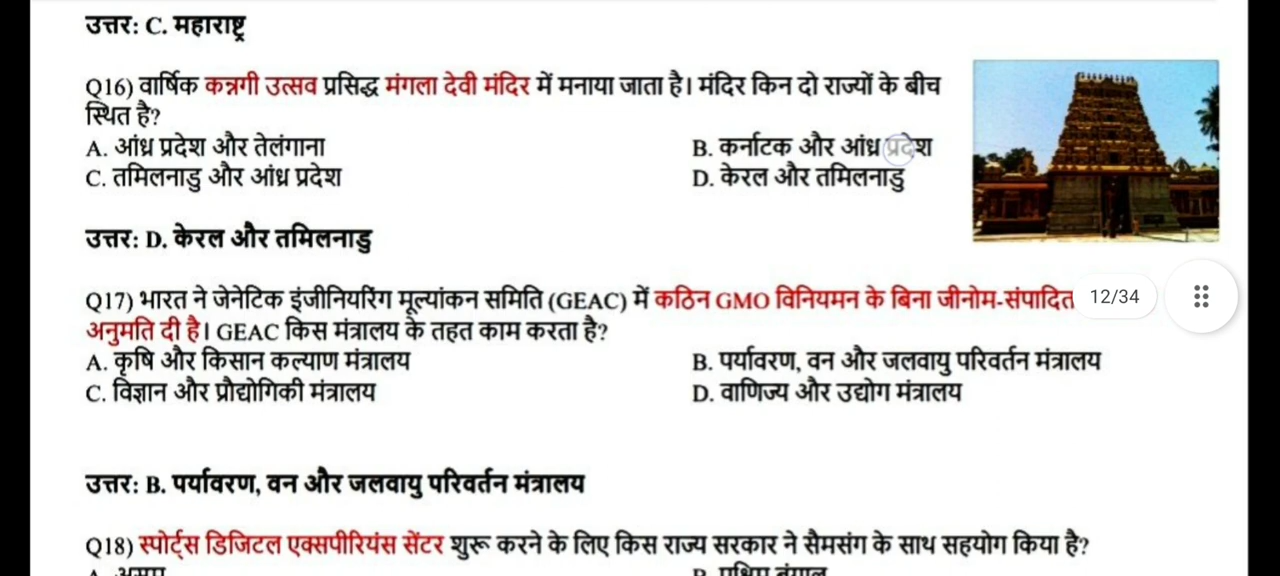 उत्तर: C. महाराष्ट्र
Q16) वार्षिक कन्नगी उत्सव प्रसिद्ध मंगला देवी मंदिर में मनाया जाता है। मंदिर किन दो राज्यों के बीच
स्थित है?
A. आंध्र प्रदेश और तेलंगाना
B. कर्नाटक और आंध्र प्रदेश
C. तमिलनाडु और आंध्र प्रदेश
D. केरल और तमिलनाडु
उत्तर: D. केरल और तमिलनाडु
Q17) भारत ने जेनेटिक इंजीनियरिंग मूल्यांकन समिति (GEAC) में कठिन GMO विनियमन के बिना जीनोम-संपादित
12/34
अनुमति दी है। GEAC किस मंत्रालय के तहत काम करता है?
A. कृषि और किसान कल्याण मंत्रालय
B. पर्यावरण, वन और जलवायु परिवर्तन मंत्रालय
C. विज्ञान और प्रौद्योगिकी मंत्रालय
D. वाणिज्य और उद्योग मंत्रालय
उत्तर: B. पर्यावरण, वन और जलवायु परिवर्तन मंत्रालय
Q18) स्पोर्ट्स डिजिटल एक्सपीरियंस सेंटर शुरू करने के लिए किस राज्य सरकार ने सैमसंग के साथ सहयोग किया है?